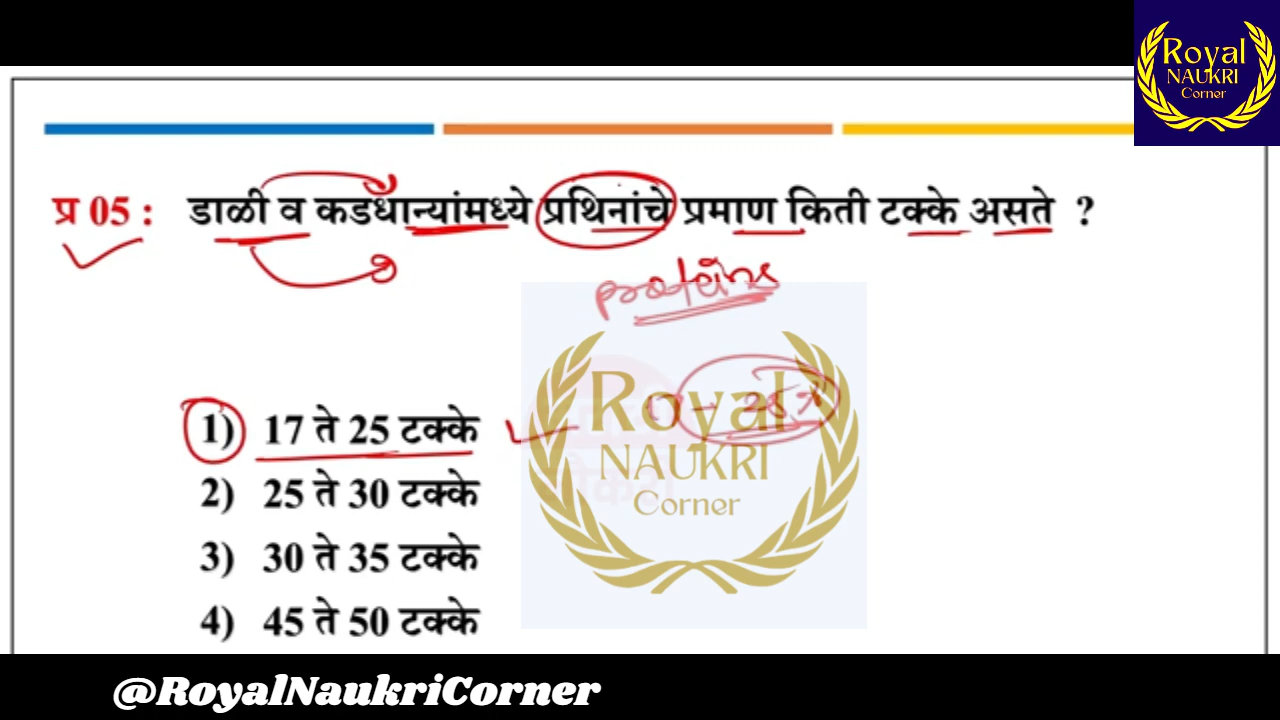 Royal
NAUKRI
Corner
प्र 05 : डाळी व कडधान्यांमध्ये प्रथिनांचे प्रमाण किती टक्के असते ?
proteins
1) 17 ते 25 टक्के
2) 25 ते 30 टक्के
3) 30 ते 35 टक्के
4) 45 ते 50 टक्के
Royal
NAUKRI
Corner
@RoyalNaukriCorner